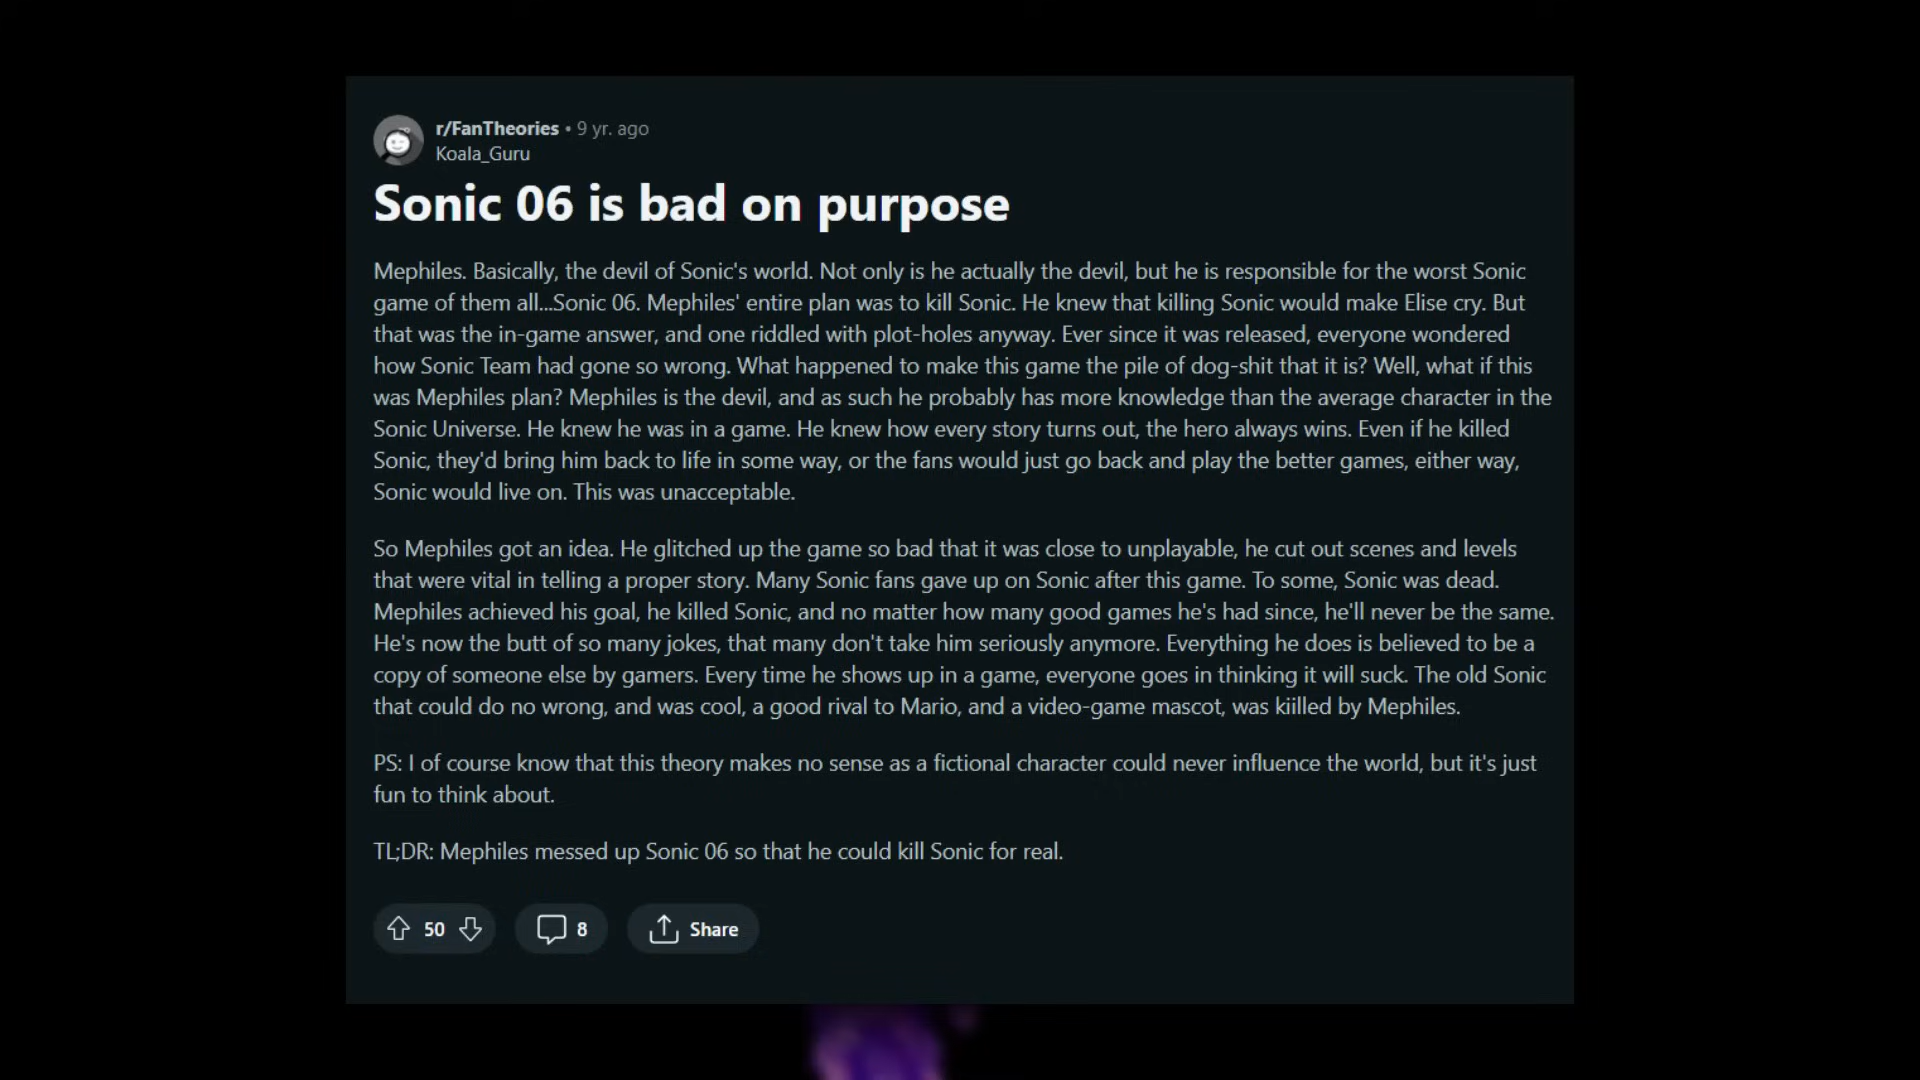 r/FanTheories • 9 yr. ago
Koala_Guru
Sonic 06 is bad on purpose
Mephiles. Basically, the devil of Sonic's world. Not only is he actually the devil, but he is responsible for the worst Sonic
game of them all...Sonic 06. Mephiles' entire plan was to kill Sonic. He knew that killing Sonic would make Elise cry. But
that was the in-game answer, and one riddled with plot-holes anyway. Ever since it was released, everyone wondered
how Sonic Team had gone so wrong. What happened to make this game the pile of dog-shit that it is? Well, what if this
was Mephiles plan? Mephiles is the devil, and as such he probably has more knowledge than the average character in the
Sonic Universe. He knew he was in a game. He knew how every story turns out, the hero always wins. Even if he killed
Sonic, they'd bring him back to life in some way, or the fans would just go back and play the better games, either way,
Sonic would live on. This was unacceptable.
So Mephiles got an idea. He glitched up the game so bad that it was close to unplayable, he cut out scenes and levels
that were vital in telling a proper story. Many Sonic fans gave up on Sonic after this game. To some, Sonic was dead.
Mephiles achieved his goal, he killed Sonic, and no matter how many good games he's had since, he'll never be the same.
He's now the butt of so many jokes, that many don't take him seriously anymore. Everything he does is believed to be a
copy of someone else by gamers. Every time he shows up in a game, everyone goes in thinking it will suck. The old Sonic
that could do no wrong, and was cool, a good rival to Mario, and a video-game mascot, was kiilled by Mephiles.
PS: I of course know that this theory makes no sense as a fictional character could never influence the world, but it's just
fun to think about.
TL;DR: Mephiles messed up Sonic 06 so that he could kill Sonic for real.
50 8 Share